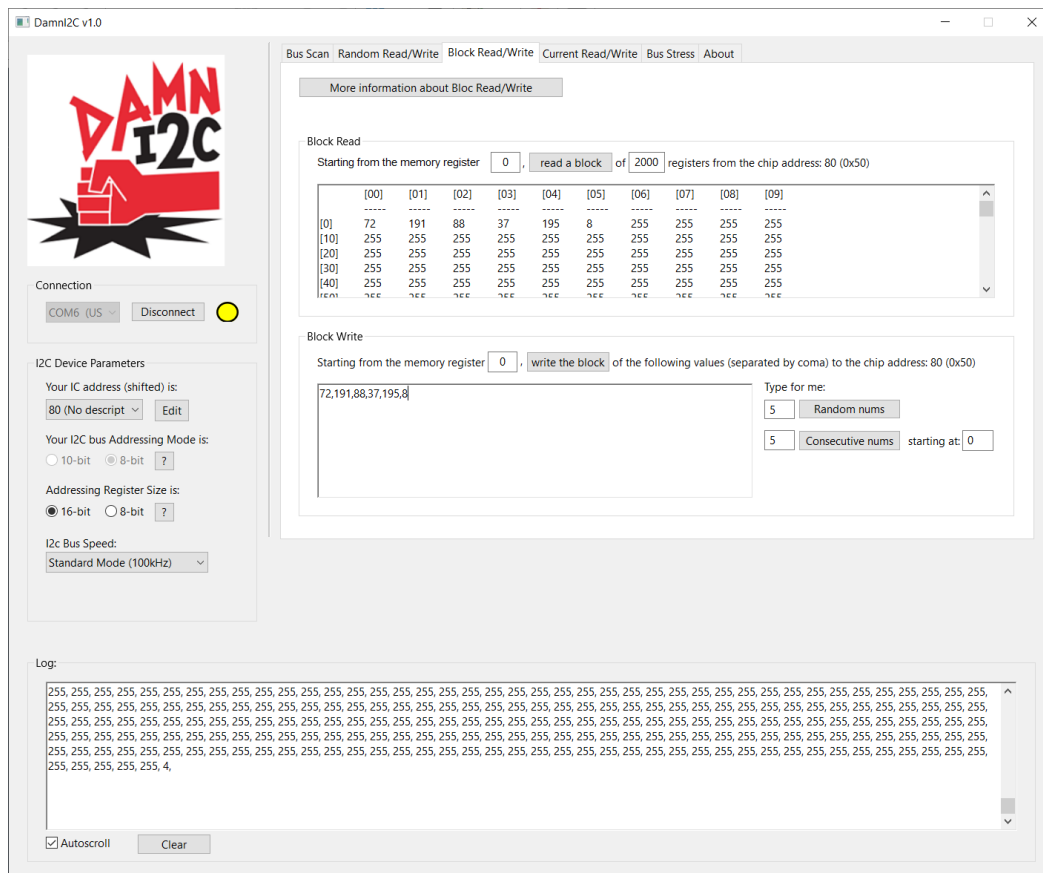 DamnI2C v1.0
DAMN
I2C
Connection
COM6 (US
Disconnect
I2C Device Parameters
Your IC address (shifted) is:
80 (No descript
Edit
Your I2C bus Addressing Mode is:
10-bit 8-bit ?
Addressing Register Size is:
16-bit 8-bit ?
I2c Bus Speed:
Standard Mode (100kHz)
Bus Scan Random Read/Write Block Read/Write Current Read/Write Bus Stress About
More information about Bloc Read/Write
Block Read
Starting from the memory register 0 , read a block of 2000 registers from the chip address: 80 (0x50)
[00] [01] [02] [03] [04] [05] [06] [07] [08] [09]
----- ----- ----- ----- ----- ----- ----- ----- ----- -----
[0] 72 191 88 37 195 8 255 255 255 255
[10] 255 255 255 255 255 255 255 255 255 255
[20] 255 255 255 255 255 255 255 255 255 255
[30] 255 255 255 255 255 255 255 255 255 255
[40] 255 255 255 255 255 255 255 255 255 255
[50] 255 255 255 255 255 255 255 255 255 255
Block Write
Starting from the memory register 0 , write the block of the following values (separated by coma) to the chip address: 80 (0x50)
72,191,88,37,195,8
Type for me:
5 Random nums
5 Consecutive nums starting at: 0
Log:
255, 255, 255, 255, 255, 255, 255, 255, 255, 255, 255, 255, 255, 255, 255, 255, 255, 255, 255, 255, 255, 255, 255, 255, 255, 255, 255, 255, 255, 255, 255, 255, 255, 255, 255, 255, 255, 255, 255, 255, 255,
255, 255, 255, 255, 255, 255, 255, 255, 255, 255, 255, 255, 255, 255, 255, 255, 255, 255, 255, 255, 255, 255, 255, 255, 255, 255, 255, 255, 255, 255, 255, 255, 255, 255, 255, 255, 255, 255, 255, 255, 255,
255, 255, 255, 255, 255, 255, 255, 255, 255, 255, 255, 255, 255, 255, 255, 255, 255, 255, 255, 255, 255, 255, 255, 255, 255, 255, 255, 255, 255, 255, 255, 255, 255, 255, 255, 255, 255, 255, 255, 255, 255,
255, 255, 255, 255, 255, 255, 255, 255, 255, 255, 255, 255, 255, 255, 255, 255, 255, 255, 255, 255, 255, 255, 255, 255, 255, 255, 255, 255, 255, 255, 255, 255, 255, 255, 255, 255, 255, 255, 255, 255, 255,
255, 255, 255, 255, 255, 255, 255, 255, 255, 255, 255, 255, 255, 255, 255, 255, 255, 255, 255, 255, 255, 255, 255, 255, 255, 255, 255, 255, 255, 255, 255, 255, 255, 255, 255, 255, 255, 255, 255, 255, 255,
255, 255, 255, 255, 255, 4,
Autoscroll
Clear